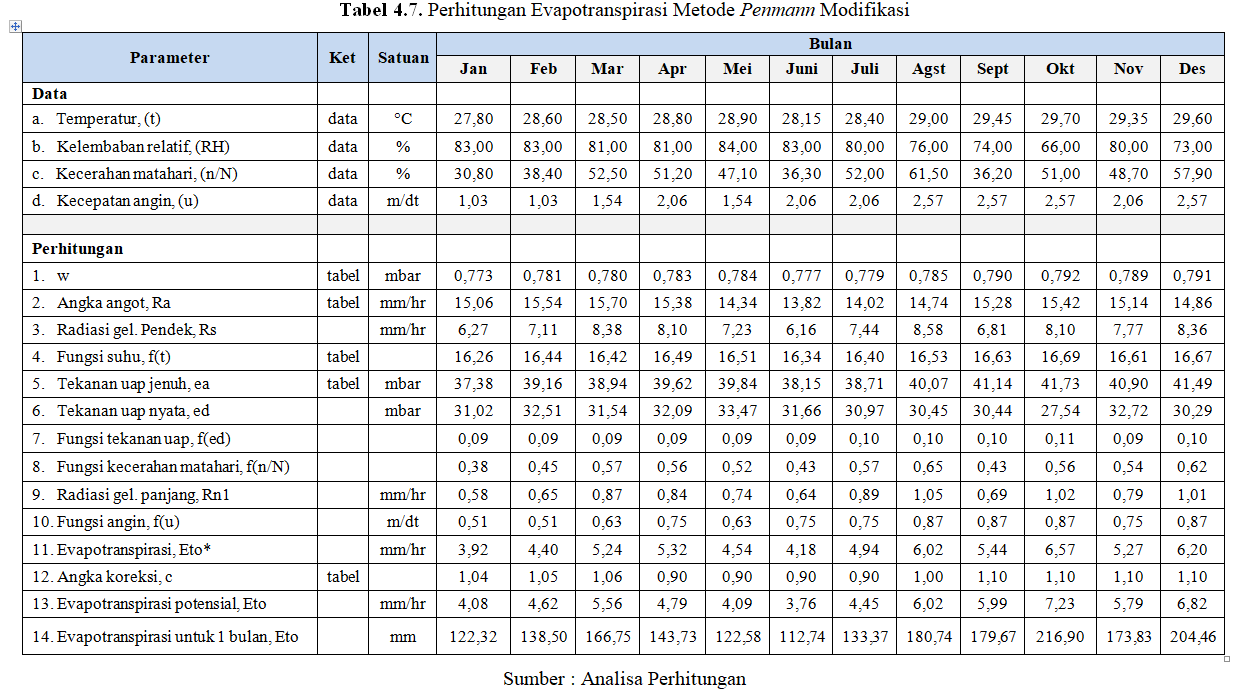 Tabel 4.7. Perhitungan Evapotranspirasi Metode Penmann Modifikasi
Parameter Ket Satuan Bulan
Jan Feb Mar Apr Mei Juni Juli Agst Sept Okt Nov Des
Data
a. Temperatur, (t) data °C 27,80 28,60 28,50 28,80 28,90 28,15 28,40 29,00 29,45 29,70 29,35 29,60
b. Kelembaban relatif, (RH) data % 83,00 83,00 81,00 81,00 84,00 83,00 80,00 76,00 74,00 66,00 80,00 73,00
c. Kecerahan matahari, (n/N) data % 30,80 38,40 52,50 51,20 47,10 36,30 52,00 61,50 36,20 51,00 48,70 57,90
d. Kecepatan angin, (u) data m/dt 1,03 1,03 1,54 2,06 1,54 2,06 2,06 2,57 2,57 2,57 2,06 2,57
Perhitungan
1. w tabel mbar 0,773 0,781 0,780 0,783 0,784 0,777 0,779 0,785 0,790 0,792 0,789 0,791
2. Angka angot, Ra tabel mm/hr 15,06 15,54 15,70 15,38 14,34 13,82 14,02 14,74 15,28 15,42 15,14 14,86
3. Radiasi gel. Pendek, Rs mm/hr 6,27 7,11 8,38 8,10 7,23 6,16 7,44 8,58 6,81 8,10 7,77 8,36
4. Fungsi suhu, f(t) tabel 16,26 16,44 16,42 16,49 16,51 16,34 16,40 16,53 16,63 16,69 16,61 16,67
5. Tekanan uap jenuh, ea tabel mbar 37,38 39,16 38,94 39,62 39,84 38,15 38,71 40,07 41,14 41,73 40,90 41,49
6. Tekanan uap nyata, ed mbar 31,02 32,51 31,54 32,09 33,47 31,66 30,97 30,45 30,44 27,54 32,72 30,29
7. Fungsi tekanan uap, f(ed) 0,09 0,09 0,09 0,09 0,09 0,09 0,10 0,10 0,10 0,11 0,09 0,10
8. Fungsi kecerahan matahari, f(n/N) 0,38 0,45 0,57 0,56 0,52 0,43 0,57 0,65 0,43 0,56 0,54 0,62
9. Radiasi gel. panjang, Rn1 mm/hr 0,58 0,65 0,87 0,84 0,74 0,64 0,89 1,05 0,69 1,02 0,79 1,01
10. Fungsi angin, f(u) m/dt 0,51 0,51 0,63 0,75 0,63 0,75 0,75 0,87 0,87 0,87 0,75 0,87
11. Evapotranspirasi, Eto* mm/hr 3,92 4,40 5,24 5,32 4,54 4,18 4,94 6,02 5,44 6,57 5,27 6,20
12. Angka koreksi, c tabel 1,04 1,05 1,06 0,90 0,90 0,90 0,90 1,00 1,10 1,10 1,10 1,10
13. Evapotranspirasi potensial, Eto mm/hr 4,08 4,62 5,56 4,79 4,09 3,76 4,45 6,02 5,99 7,23 5,79 6,82
14. Evapotranspirasi untuk 1 bulan, Eto mm 122,32 138,50 166,75 143,73 122,58 112,74 133,37 180,74 179,67 216,90 173,83 204,46
Sumber : Analisa Perhitungan